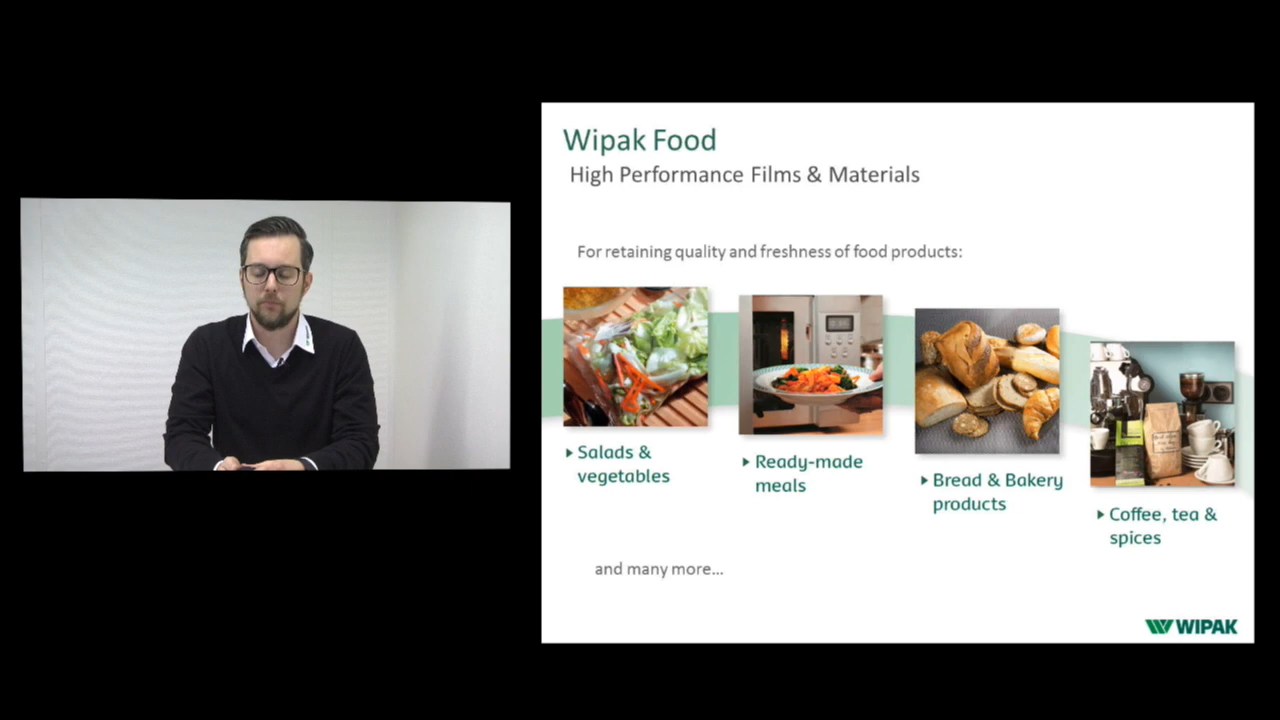 Wipak Food
High Performance Films & Materials
For retaining quality and freshness of food products:
Salads &
vegetables
Ready-made
meals
Bread & Bakery
products
Coffee, tea &
spices
and many more...
WIPAK